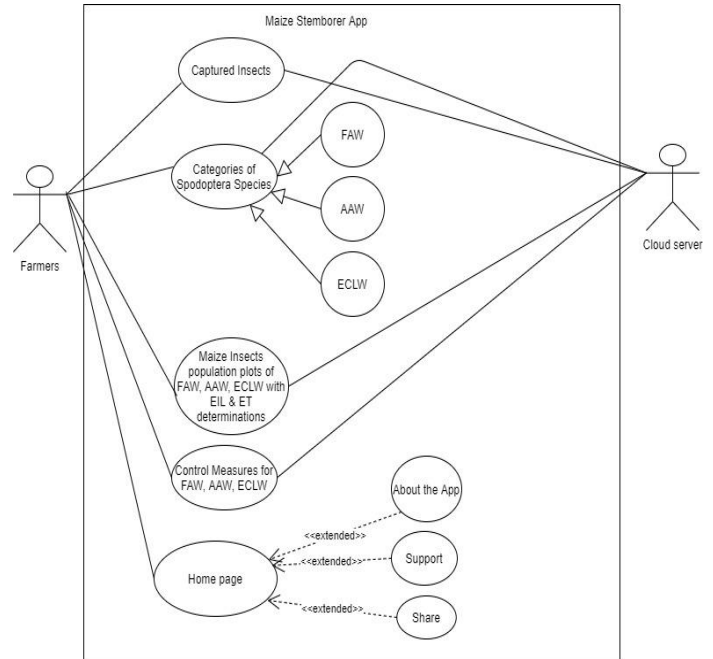 Maize Stemborer App
Captured Insects
FAW
Categories of
Spodoptera Species
AAW
Farmers
Cloud server
ECLW
Maize Insects
population plots of
FAW, AAW, ECLW with
EIL & ET
determinations
Control Measures for
FAW, AAW, ECLW
About the App
<<extended>>
Support
<<extended>>
Home page
<<extended>>
Share